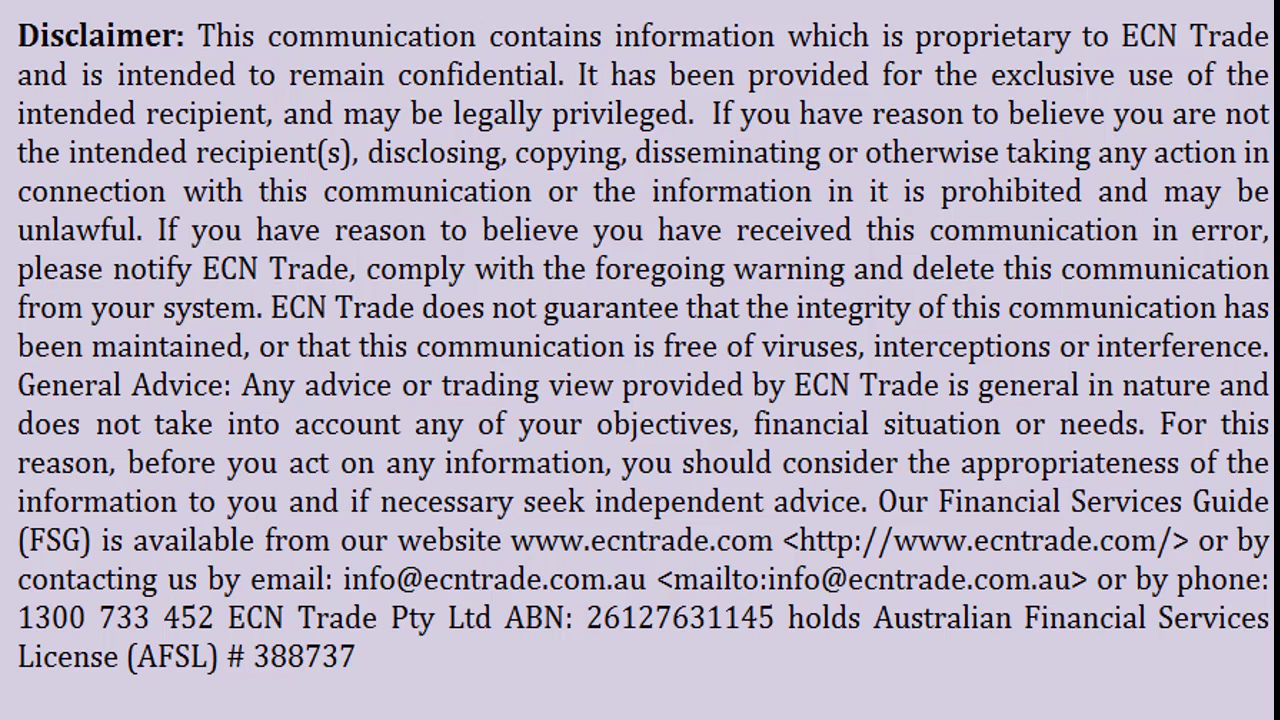 Disclaimer: This communication contains information which is proprietary to ECN Trade
and is intended to remain confidential. It has been provided for the exclusive use of the
intended recipient, and may be legally privileged. If you have reason to believe you are not
the intended recipient(s), disclosing, copying, disseminating or otherwise taking any action in
connection with this communication or the information in it is prohibited and may be
unlawful. If you have reason to believe you have received this communication in error,
please notify ECN Trade, comply with the foregoing warning and delete this communication
from your system. ECN Trade does not guarantee that the integrity of this communication has
been maintained, or that this communication is free of viruses, interceptions or interference.
General Advice: Any advice or trading view provided by ECN Trade is general in nature and
does not take into account any of your objectives, financial situation or needs. For this
reason, before you act on any information, you should consider the appropriateness of the
information to you and if necessary seek independent advice. Our Financial Services Guide
(FSG) is available from our website www.ecntrade.com <http://www.ecntrade.com/> or by
contacting us by email: info@ecntrade.com.au <mailto:info@ecntrade.com.au> or by phone:
1300 733 452 ECN Trade Pty Ltd ABN: 26127631145 holds Australian Financial Services
License (AFSL) # 388737